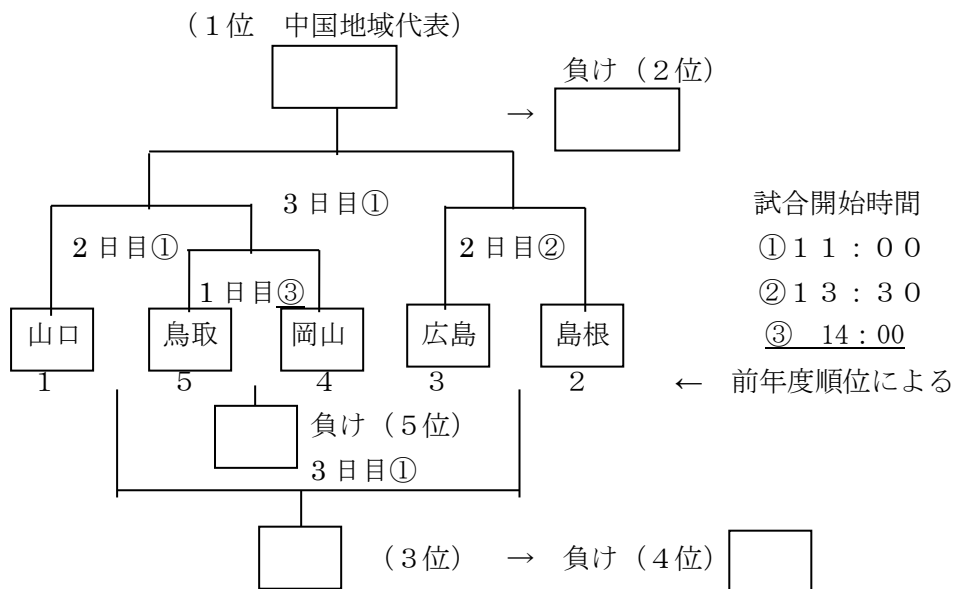 （１位　中国地域代表）
負け（２位）
→
３日目①
試合開始時間
２日目①
２日目②
①１１：００
１日目③
②１３：３０
山口
鳥取
岡山
広島
島根
③　14：00
１
５
４
３
２
←　前年度順位による
負け（５位）
３日目①
（３位）　→　負け（４位）